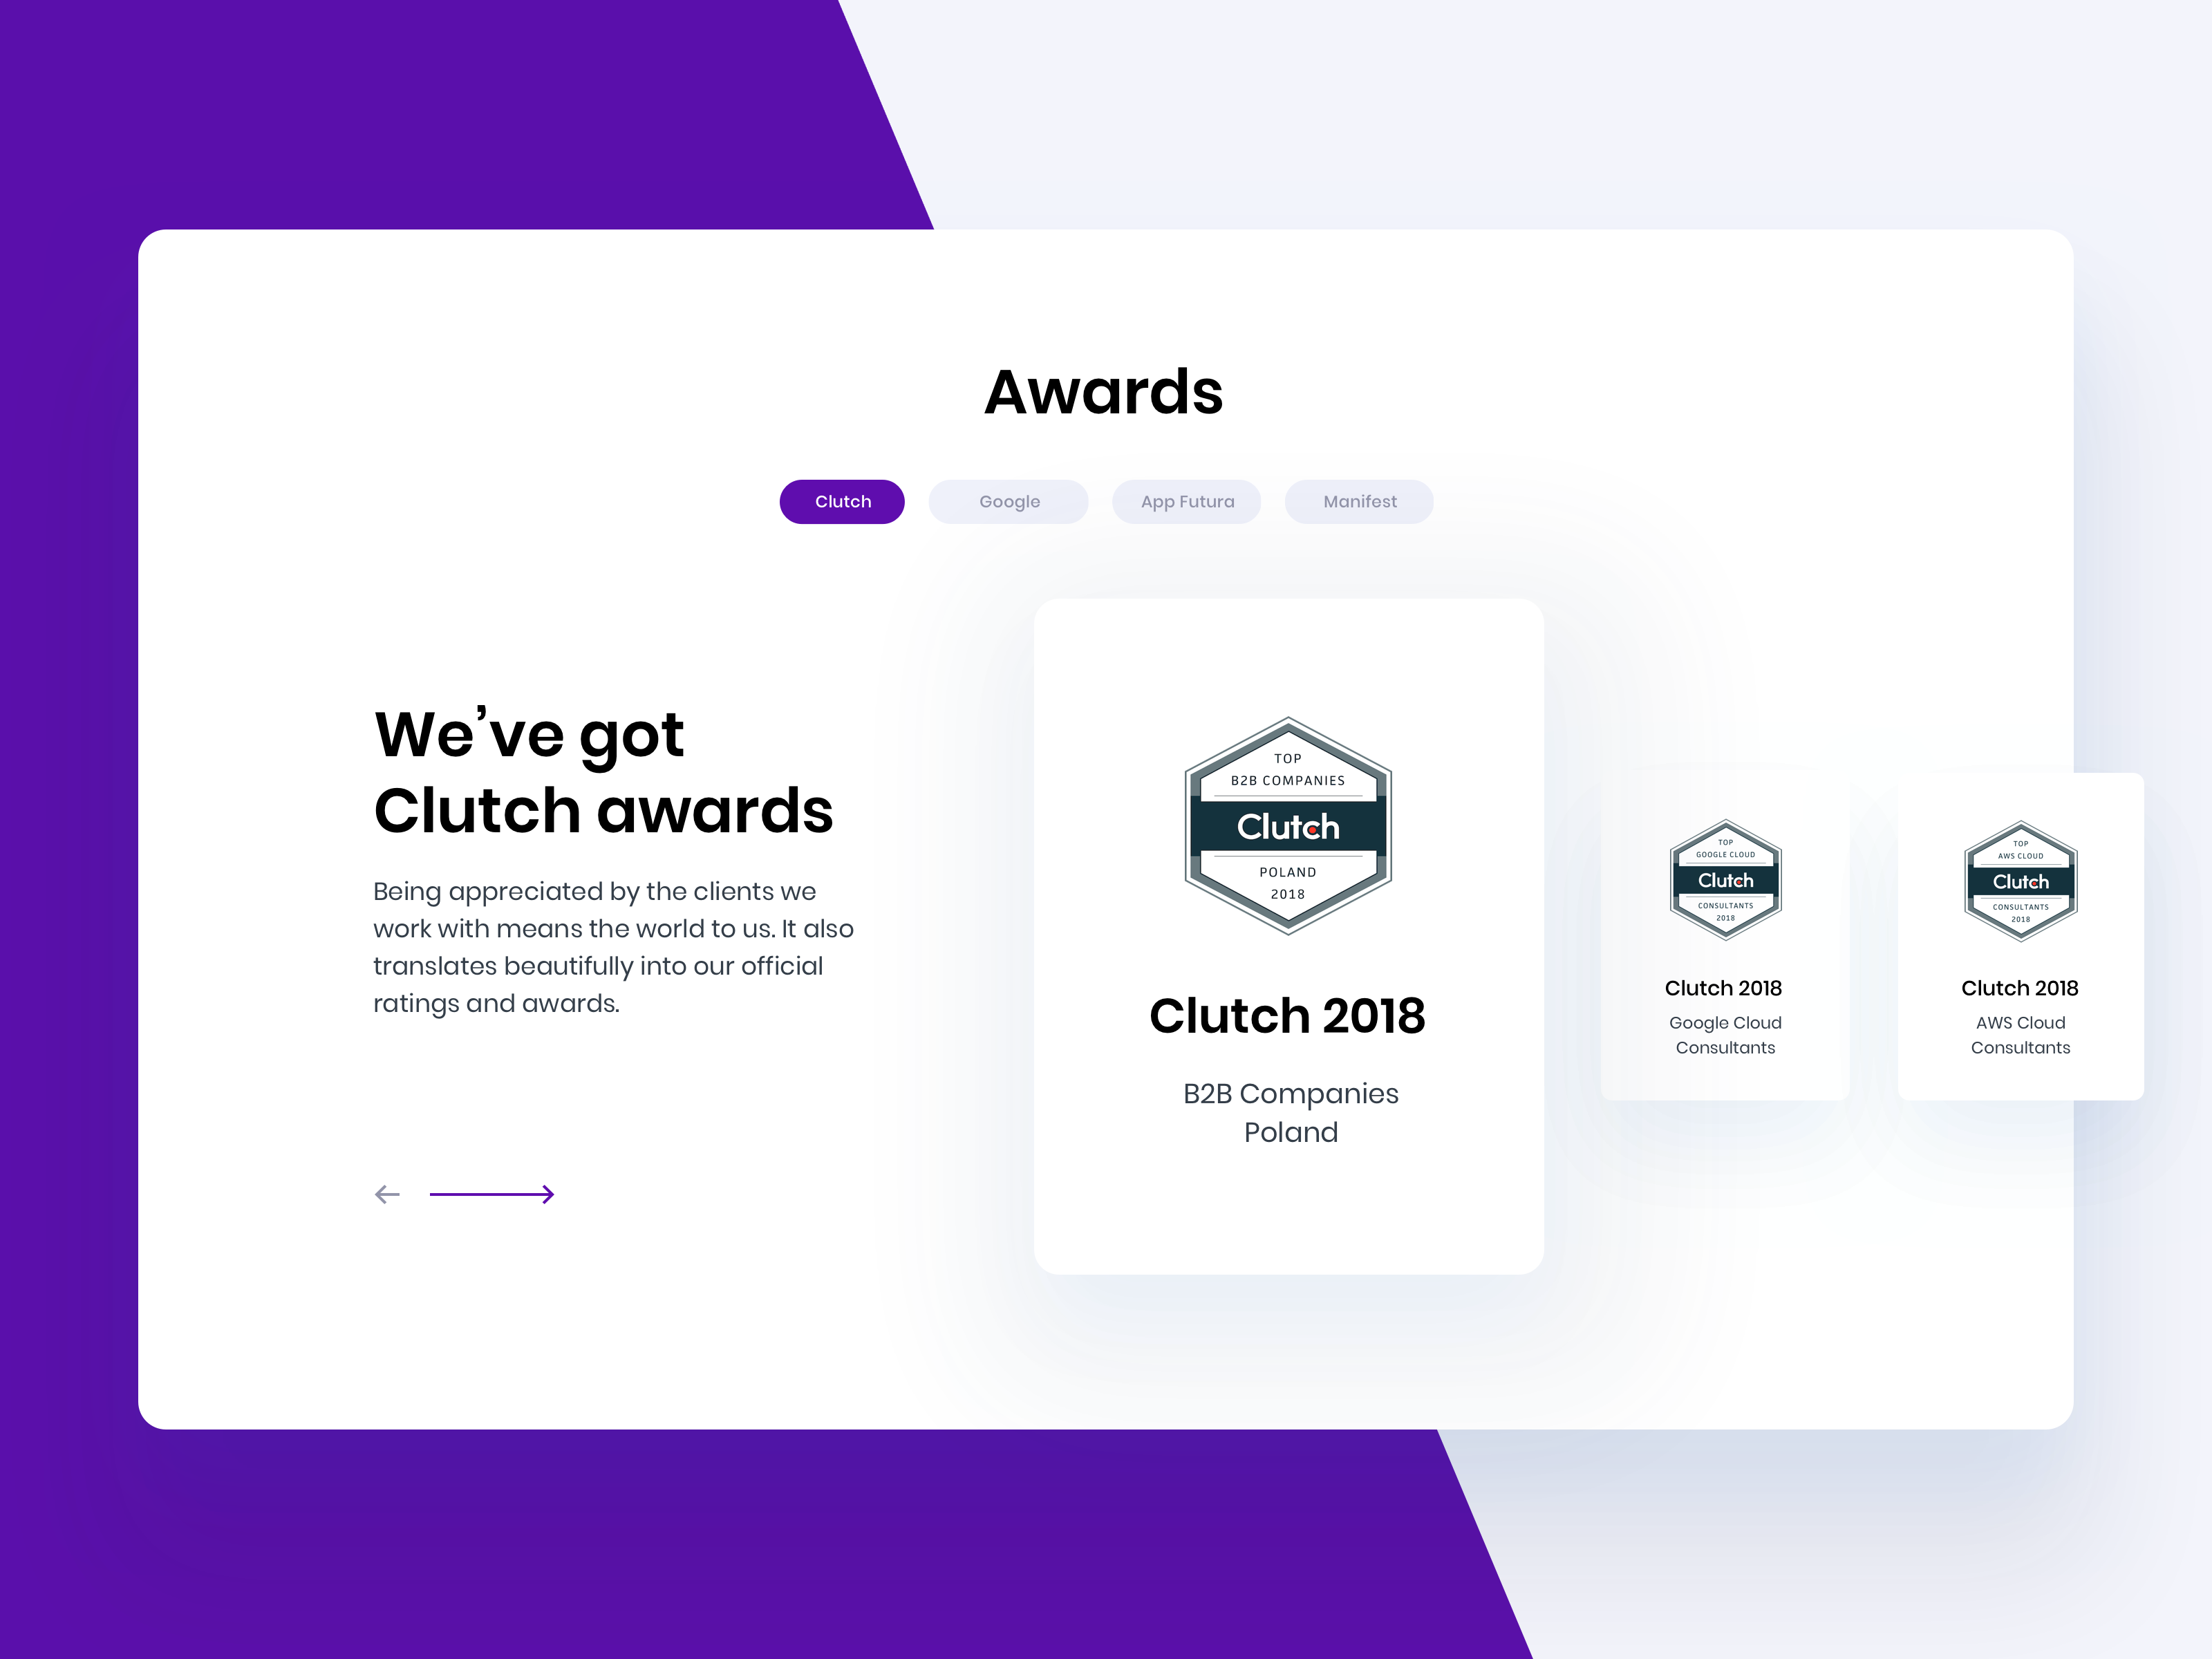 Awards
Clutch
Google
App Futura
Manifest
We’ve got
Clutch awards
Being appreciated by the clients we
work with means the world to us. It also
translates beautifully into our official
ratings and awards.
TOP
B2B COMPANIES
Clutch
POLAND
2018
Clutch 2018
B2B Companies
Poland
TOP
GOOGLE CLOUD
Clutch
CONSULTANTS
2018
Clutch 2018
Google Cloud
Consultants
TOP
AWS CLOUD
Clutch
CONSULTANTS
2018
Clutch 2018
AWS Cloud
Consultants